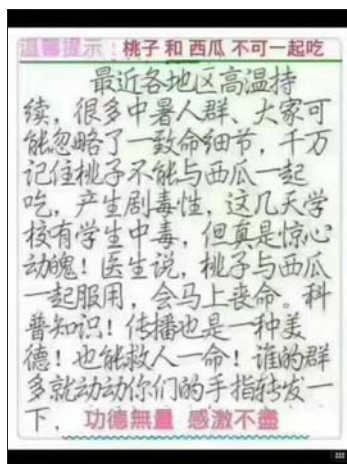 温馨提示:桃子 和 西瓜 不可一起吃
最近各地区高温持
续，很多中暑人群、大家可
能忽略了一致命细节，千万
记住桃子不能与西瓜一起
吃，产生剧毒性，这几天学
校有学生中毒，但真是惊心
动魄！医生说，桃子与西瓜
一起服用，会马上丧命。科
普知识！传播也是一种美
德！也能救人一命！谁的群
多就动动你们的手指转发一
下，功德無量 感激不盡